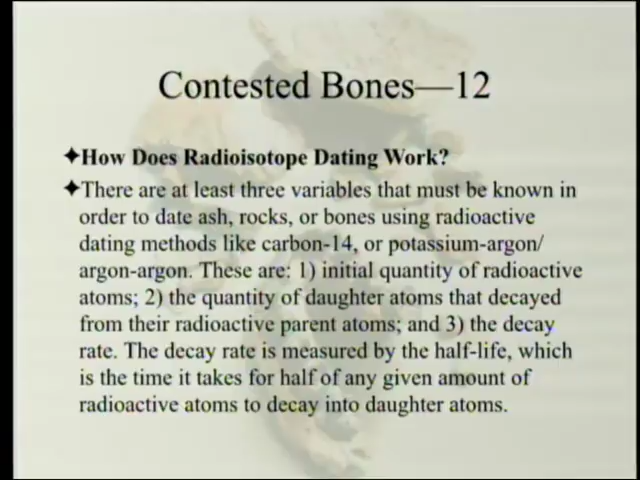 Contested Bones—12
✦How Does Radioisotope Dating Work?
✦There are at least three variables that must be known in
order to date ash, rocks, or bones using radioactive
dating methods like carbon-14, or potassium-argon/
argon-argon. These are: 1) initial quantity of radioactive
atoms; 2) the quantity of daughter atoms that decayed
from their radioactive parent atoms; and 3) the decay
rate. The decay rate is measured by the half-life, which
is the time it takes for half of any given amount of
radioactive atoms to decay into daughter atoms.